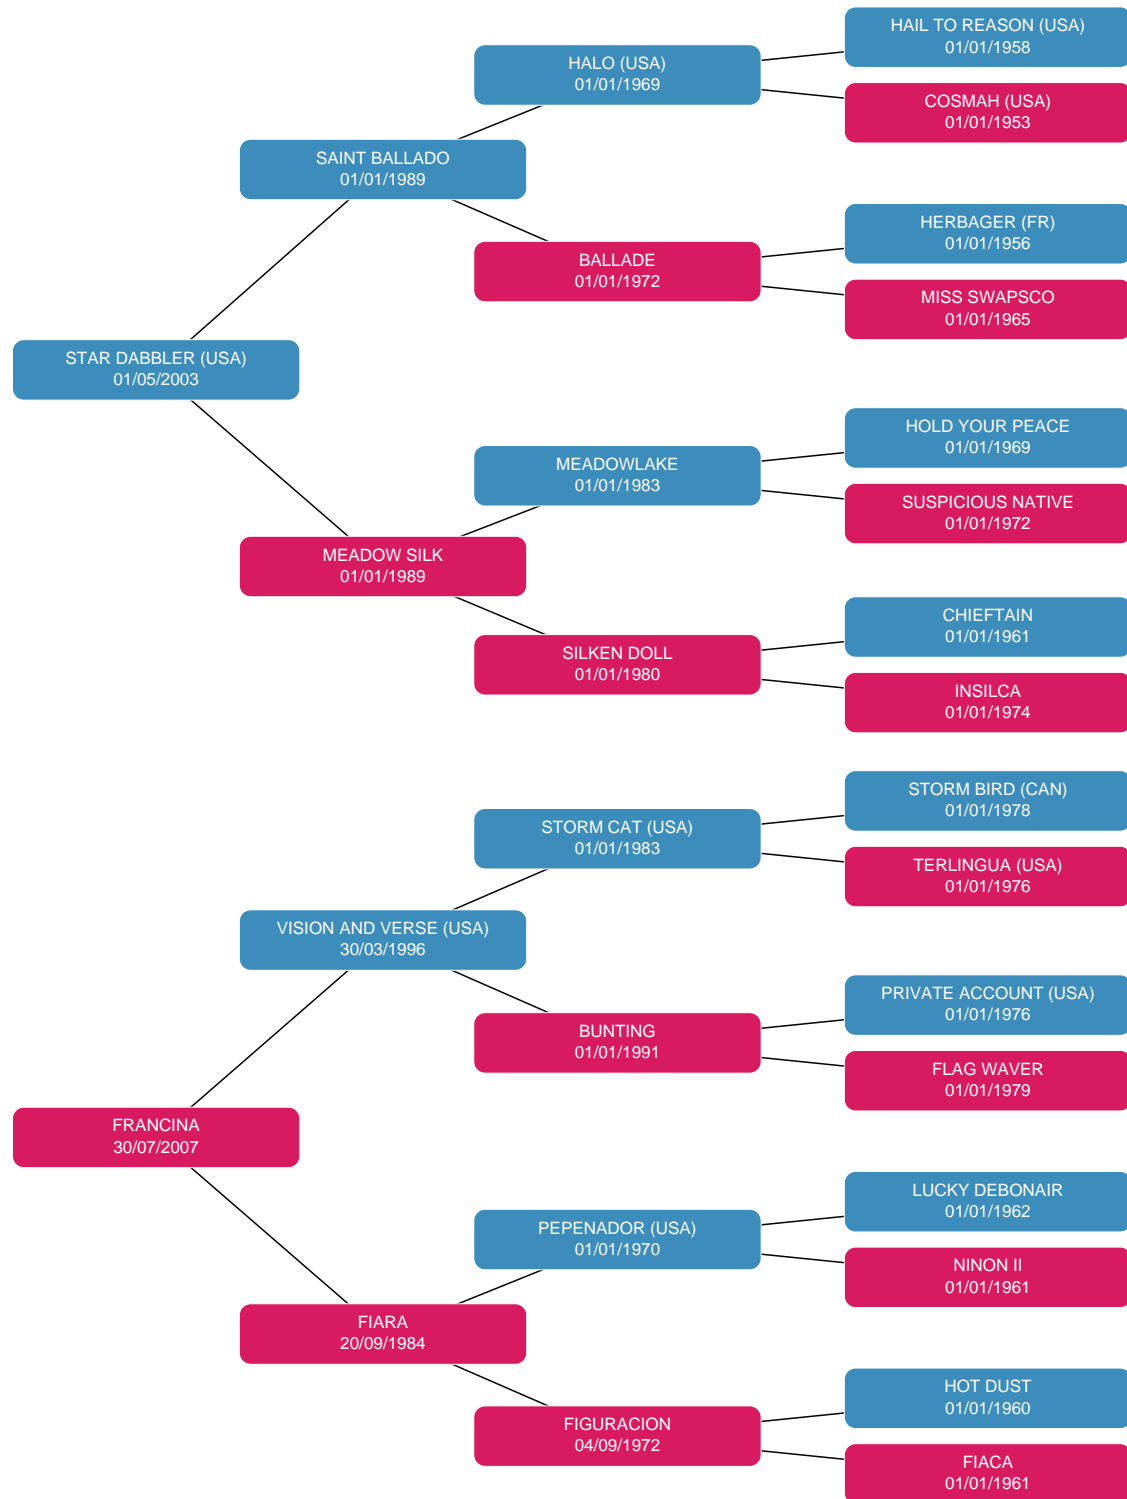 HAIL TO REASON (USA)
01/01/1958
HALO (USA)
01/01/1969
COSMAH (USA)
01/01/1953
SAINT BALLADO
01/01/1989
HERBAGER (FR)
01/01/1956
BALLADE
01/01/1972
MISS SWAPSCO
01/01/1965
STAR DABBLER (USA)
01/05/2003
HOLD YOUR PEACE
01/01/1969
MEADOWLAKE
01/01/1983
SUSPICIOUS NATIVE
01/01/1972
MEADOW SILK
01/01/1989
CHIEFTAIN
01/01/1961
SILKEN DOLL
01/01/1980
INSILCA
01/01/1974
STORM BIRD (CAN)
01/01/1978
STORM CAT (USA)
01/01/1983
TERLINGUA (USA)
01/01/1976
VISION AND VERSE (USA)
30/03/1996
PRIVATE ACCOUNT (USA)
01/01/1976
BUNTING
01/01/1991
FLAG WAVER
01/01/1979
FRANCINA
30/07/2007
LUCKY DEBONAIR
01/01/1962
PEPENADOR (USA)
01/01/1970
NINON II
01/01/1961
FIARA
20/09/1984
HOT DUST
01/01/1960
FIGURACION
04/09/1972
FIACA
01/01/1961